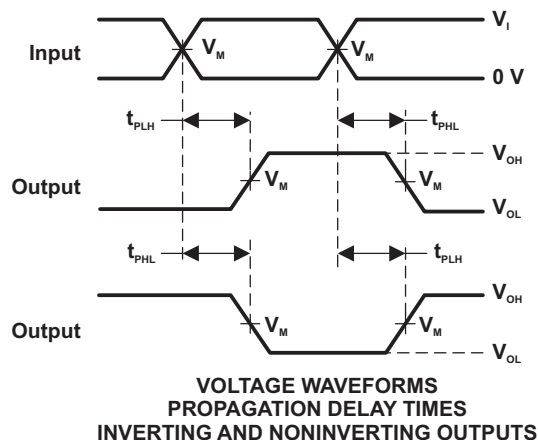 V_I
Input
V_M
V_M
0 V
t_PLH
t_PHL
V_OH
Output
V_M
V_M
V_OL
t_PHL
t_PLH
V_OH
Output
V_M
V_M
V_OL
VOLTAGE WAVEFORMS
PROPAGATION DELAY TIMES
INVERTING AND NONINVERTING OUTPUTS